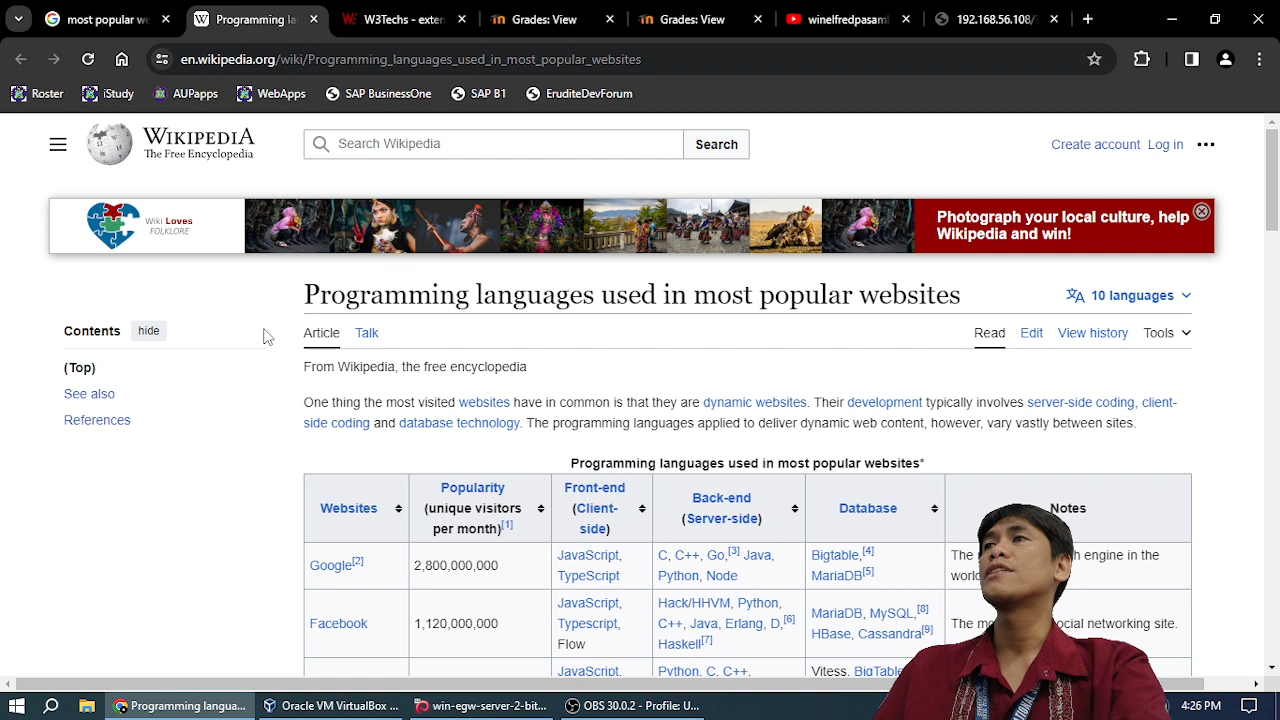 most popular we
Programming la
W3Techs - exten
Grades: View
Grades: View
winelfredpasam
192.168.56.108/
en.wikipedia.org/wiki/Programming_languages_used_in_most_popular_websites
Roster
iStudy
AUPapps
WebApps
SAP BusinessOne
SAP B1
EruditeDevForum
WIKIPEDIA
The Free Encyclopedia
Search Wikipedia
Search
Create account
Log in
Wiki Loves
FOLKLORE
Photograph your local culture, help
Wikipedia and win!
Programming languages used in most popular websites
10 languages
Contents
hide
(Top)
See also
References
Article
Talk
Read
Edit
View history
Tools
From Wikipedia, the free encyclopedia
One thing the most visited websites have in common is that they are dynamic websites. Their development typically involves server-side coding, client-
side coding and database technology. The programming languages applied to deliver dynamic web content, however, vary vastly between sites.
Programming languages used in most popular websites*
Websites
Popularity
(unique visitors
per month)[1]
Front-end
(Client-
side)
Back-end
(Server-side)
Database
Notes
Google[2]
2,800,000,000
JavaScript,
TypeScript
C, C++, Go,[3] Java,
Python, Node
Bigtable,[4]
MariaDB[5]
The
engine in the
Facebook
1,120,000,000
JavaScript,
Typescript,
Flow
Hack/HHVM, Python,
C++, Java, Erlang, D,[6]
Haskell[7]
MariaDB, MySQL,[8]
HBase, Cassandra[9]
The
networking site.
JavaScript,
Python, C, C++,
Vitess,
Programming langua...
Oracle VM VirtualBox ...
win-egw-server-2-bit...
OBS 30.0.2 - Profile: U...
4:26 PM